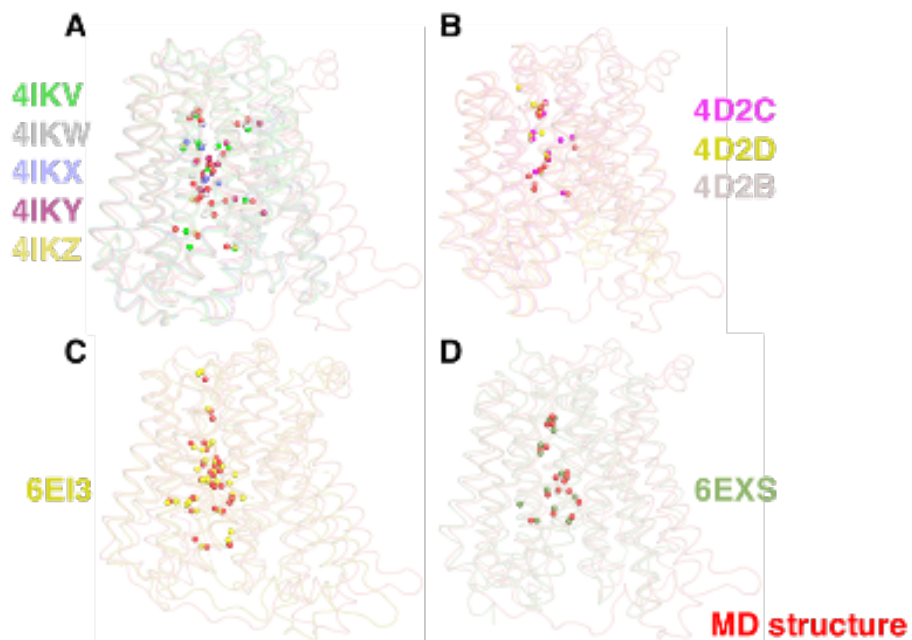 A
4IKV
4IKW
4IKX
4IKY
4IKZ
B
4D2C
4D2D
4D2B
C
6EI3
D
6EXS
MD structure